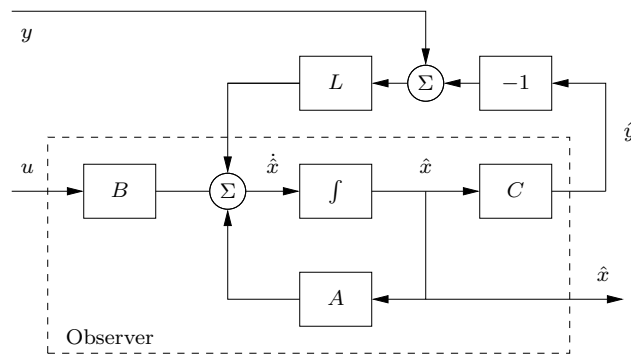 y
L
Σ
−1
ŷ
u
B
Σ
ẋ̂
∫
x̂
C
A
x̂
Observer